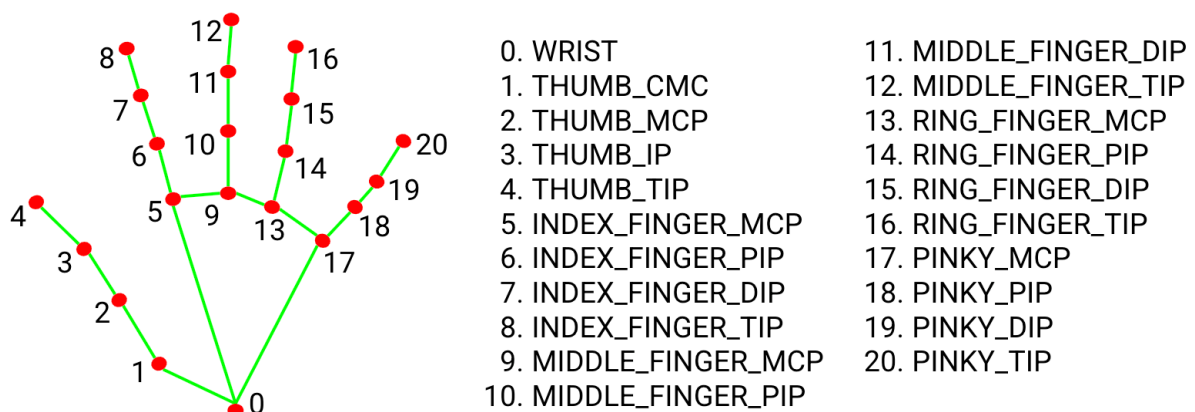 12
8
16
11
7
15
10
20
6
14
19
4
5
9
13
18
3
17
2
1
0
0. WRIST
1. THUMB_CMC
2. THUMB_MCP
3. THUMB_IP
4. THUMB_TIP
5. INDEX_FINGER_MCP
6. INDEX_FINGER_PIP
7. INDEX_FINGER_DIP
8. INDEX_FINGER_TIP
9. MIDDLE_FINGER_MCP
10. MIDDLE_FINGER_PIP
11. MIDDLE_FINGER_DIP
12. MIDDLE_FINGER_TIP
13. RING_FINGER_MCP
14. RING_FINGER_PIP
15. RING_FINGER_DIP
16. RING_FINGER_TIP
17. PINKY_MCP
18. PINKY_PIP
19. PINKY_DIP
20. PINKY_TIP